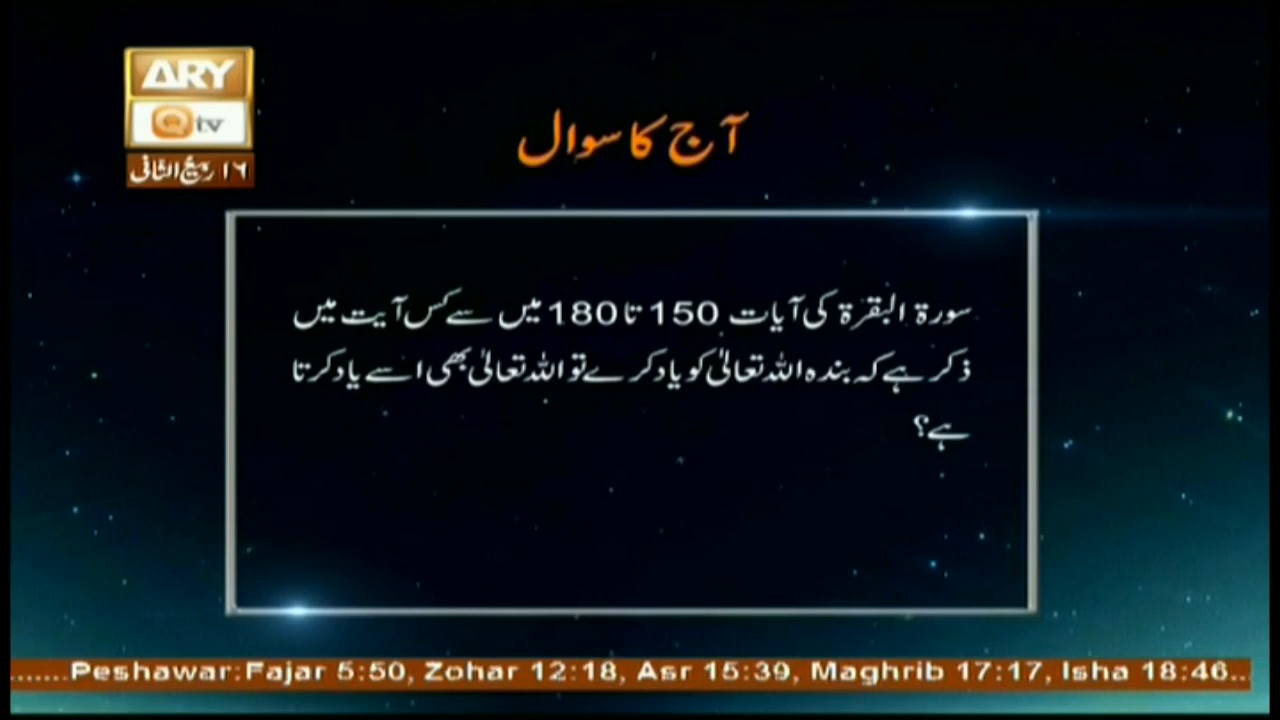 ARY
Qtv
۱۶ ربیع الثانی
آج کا سوال
سورۃ البقرۃ کی آیات 150 تا 180 میں سے کس آیت میں
ذکر ہے کہ بندہ اللہ تعالیٰ کو یاد کرے تو اللہ تعالیٰ بھی اسے یاد کرتا
ہے؟
.......Peshawar:Fajar 5:50, Zohar 12:18, Asr 15:39, Maghrib 17:17, Isha 18:46...